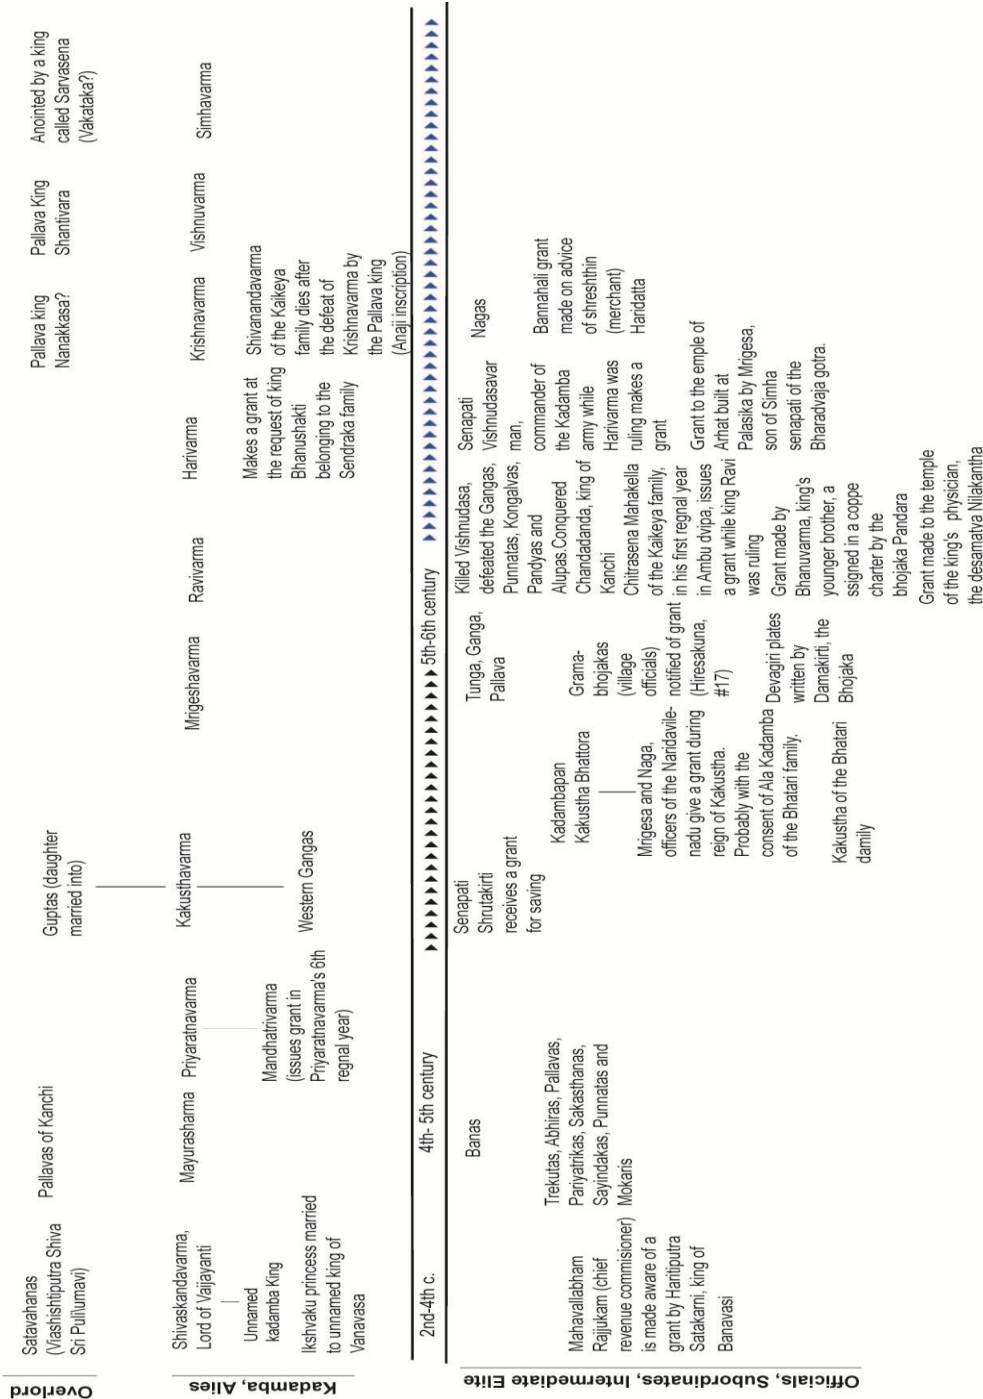 Overlord
Satavahanas
(Viashishtiputra Shiva
Sri Puli\umavi)
Pallavas of Kanchi
Guptas (daughter
married into)
Pallava king
Nanakkasa?
Pallava King
Shantivara
Anointed by a king
called Sarvasena
(Vakataka?)
Kadamba, Alies
Shivaskandavarma,
Lord of Vaijayanti
Unnamed
kadamba King
Ikshvaku princess married
to unnamed king of
Vanavasa
Mayurasharma
Priyaratnavarma
Mandhatrivarma
(issues grant in
Priyaratnavarma's 6th
regnal year)
Kakusthavarma
Western Gangas
Mrigeshavarma
Ravivarma
Harivarma
Makes a grant at
the request of king
Bhanushakti
belonging to the
Sendraka family
Krishnavarma
Shivanandavarma
of the Kaikeya
family dies after
the defeat of
Krishnavarma by
the Pallava king
(Anaji inscription)
Vishnuvarma
Simhavarma
2nd-4th c.
4th- 5th century
5th-6th century
Officials, Subordinates, Intermediate Elite
Mahavallabham
Rajjukam (chief
revenue commisioner)
is made aware of a
grant by Haritiputra
Satakarni, king of
Banavasi
Banas
Trekutas, Abhiras, Pallavas,
Pariyatrikas, Sakasthanas,
Sayindakas, Punnatas and
Mokaris
Senapati
Shrutakirti
receives a grant
for saving
Kadambapan
Kakustha Bhattora
Mrigesa and Naga,
officers of the Naridavile-
nadu give a grant during
reign of Kakustha.
Probably with the
consent of Ala Kadamba
of the Bhatari family.
Kakustha of the Bhatari
damily
Tunga, Ganga,
Pallava
Grama-
bhojakas
(village
officials)
notified of grant
(Hiresakuna,
#17)
Devagiri plates
written by
Damakirti, the
Bhojaka
Killed Vishnudasa,
defeated the Gangas,
Punnatas, Kongalvas,
Pandyas and
Alupas.Conquered
Chandadanda, king of
Kanchi
Chitrasena Mahakella
of the Kaikeya family,
in his first regnal year
in Ambu dvipa, issues
a grant while king Ravi
was ruling
Grant made by
Bhanuvarma, king's
younger brother, a
ssigned in a coppe
charter by the
bhojaka Pandara
Grant made to the temple
of the king's physician,
the desamatva Nilakantha
Senapati
Vishnudasavar
man,
commander of
the Kadamba
army while
Harivarma was
ruling makes a
grant
Grant to the emple of
Arhat built at
Palasika by Mrigesa,
son of Simha
senapati of the
Bharadvaja gotra.
Nagas
Bannahali grant
made on advice
of shreshthin
(merchant)
Haridatta